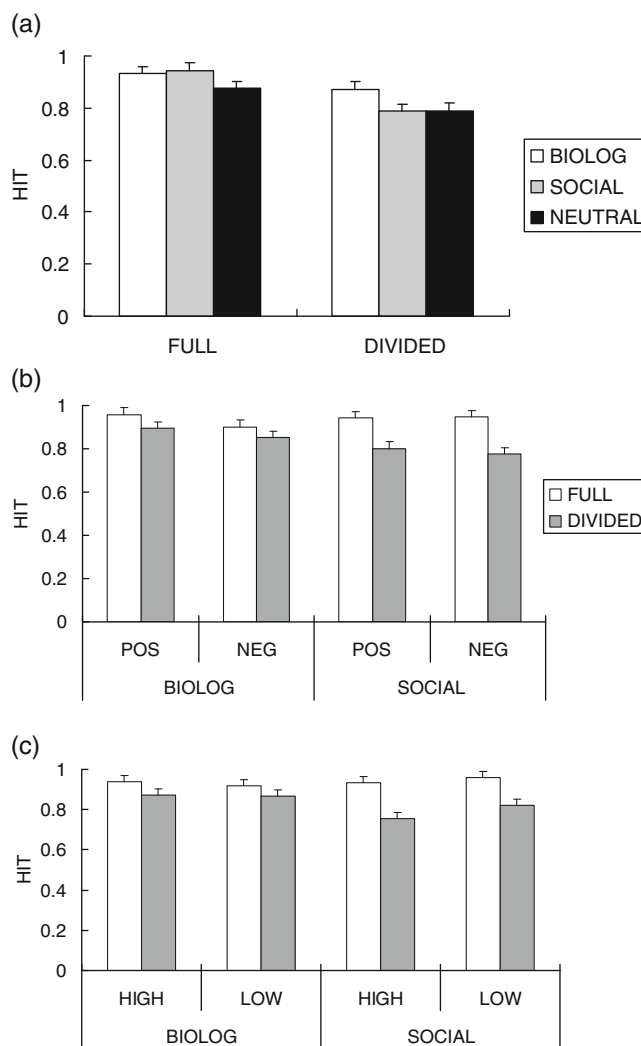 (a)
1
0.8
0.6
0.4
0.2
0
HIT
FULL DIVIDED
BIOLOG
SOCIAL
NEUTRAL
(b)
1
0.8
0.6
0.4
0.2
0
HIT
POS NEG POS NEG
BIOLOG SOCIAL
FULL
DIVIDED
(c)
1
0.8
0.6
0.4
0.2
0
HIT
HIGH LOW HIGH LOW
BIOLOG SOCIAL